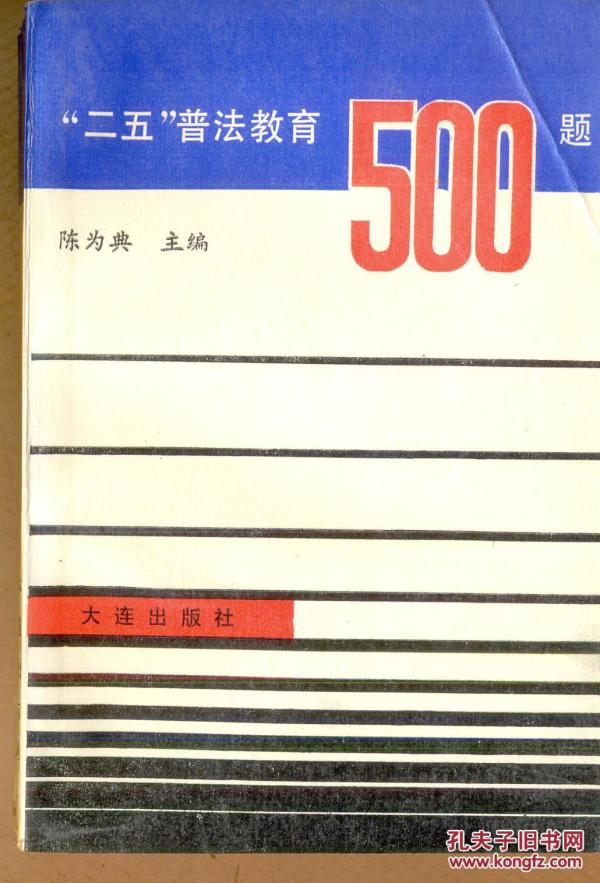 “二五”普法教育500题
陈为典 主编
大连出版社
孔夫子旧书网
www.kongfz.com